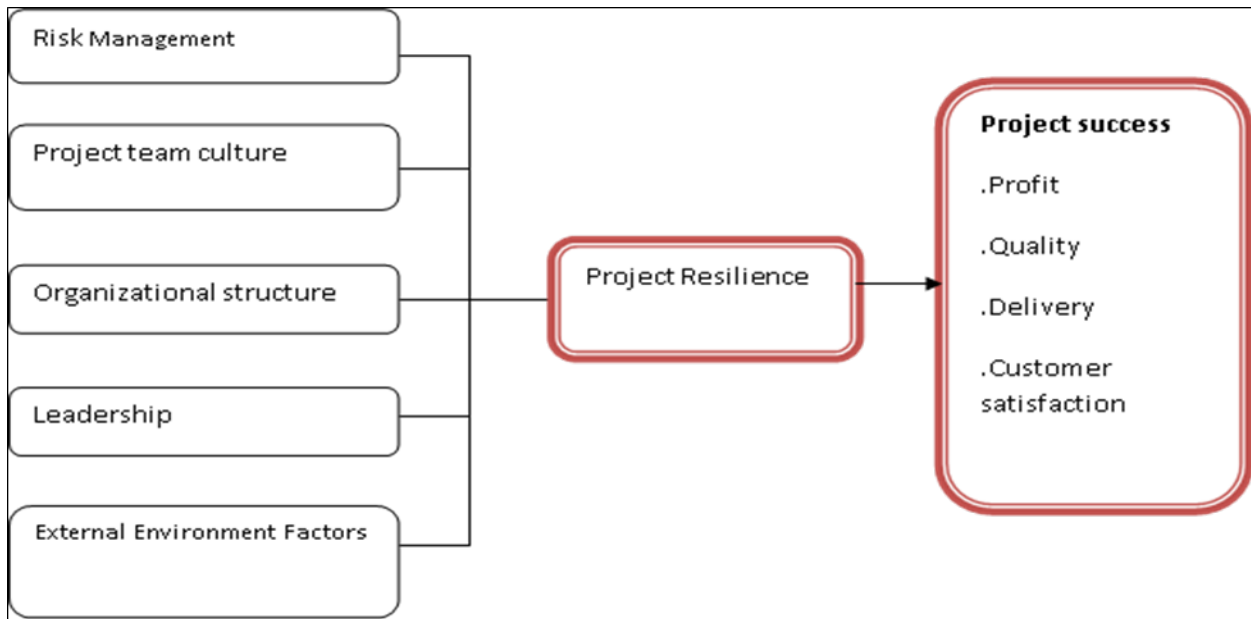 Risk Management
Project team culture
Organizational structure
Leadership
External Environment Factors
Project Resilience
Project success
.Profit
.Quality
.Delivery
.Customer
satisfaction